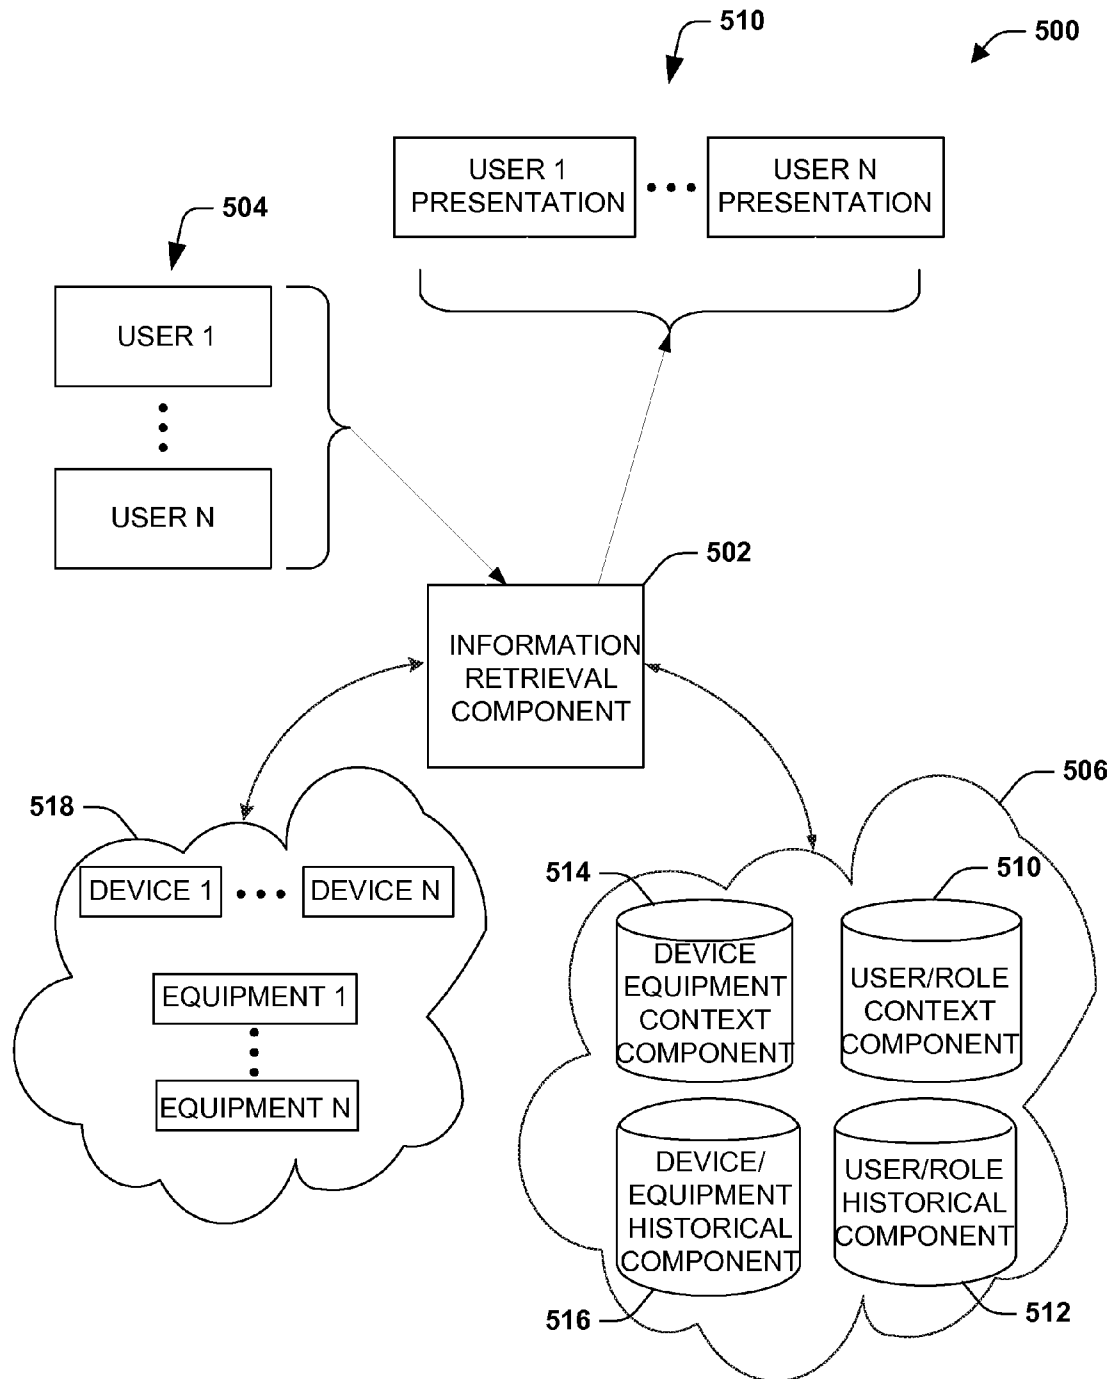 510
500
USER 1
PRESENTATION
USER N
PRESENTATION
504
USER 1
USER N
502
INFORMATION
RETRIEVAL
COMPONENT
518
506
DEVICE 1
DEVICE N
EQUIPMENT 1
EQUIPMENT N
514
510
DEVICE
EQUIPMENT
CONTEXT
COMPONENT
USER/ROLE
CONTEXT
COMPONENT
DEVICE/
EQUIPMENT
HISTORICAL
COMPONENT
USER/ROLE
HISTORICAL
COMPONENT
516
512